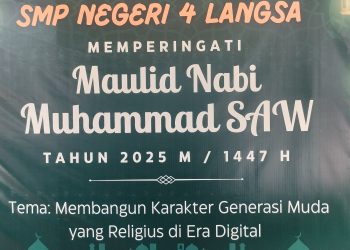 SMP NEGERI 4 LANGSA
MEMPERINGATI
Maulid Nabi
Muhammad SAW
TAHUN 2025 M / 1447 H
Tema: Membangun Karakter Generasi Muda
yang Religius di Era Digital